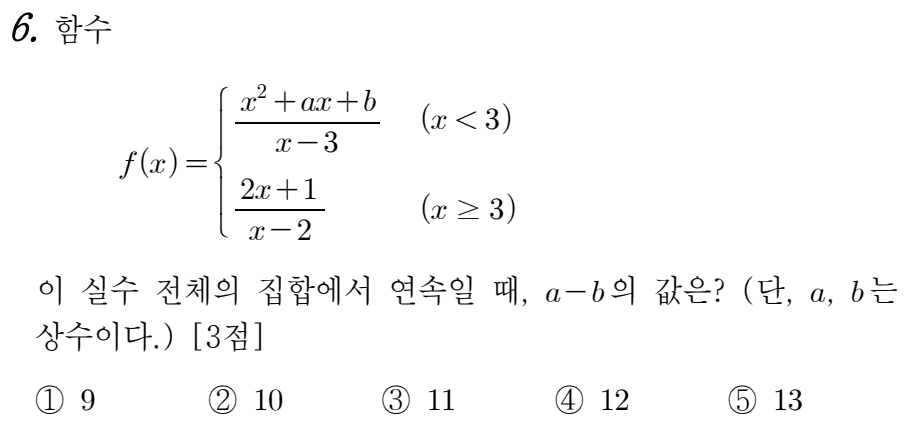 6. 함수
f(x) = { (x² + ax + b)/(x − 3) (x < 3)
(2x + 1)/(x − 2) (x ≥ 3)
이 실수 전체의 집합에서 연속일 때, a−b의 값은? (단, a, b는
상수이다.) [3점]
① 9 ② 10 ③ 11 ④ 12 ⑤ 13